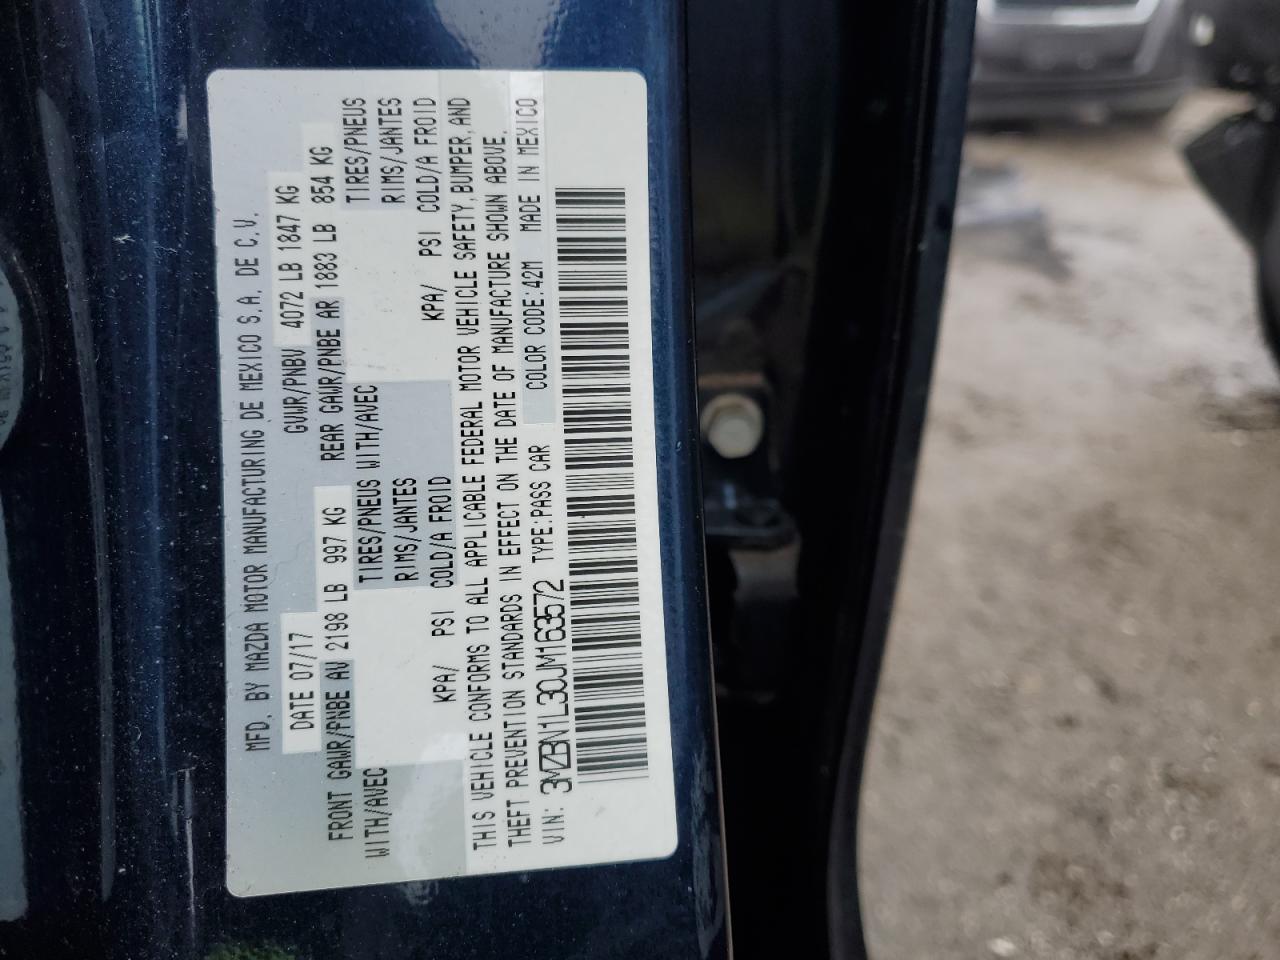 MFD. BY MAZDA MOTOR MANUFACTURING DE MEXICO S.A. DE C.V.
DATE 07/17 GVWR/PNBV 4072 LB 1847 KG
FRONT GAWR/PNBE AV 2198 LB 997 KG REAR GAWR/PNBE AR 1883 LB 854 KG
WITH/AVEC TIRES/PNEUS WITH/AVEC TIRES/PNEUS
RIMS/JANTES RIMS/JANTES
KPA/ PSI COLD/A FROID KPA/ PSI COLD/A FROID
THIS VEHICLE CONFORMS TO ALL APPLICABLE FEDERAL MOTOR VEHICLE SAFETY, BUMPER, AND
THEFT PREVENTION STANDARDS IN EFFECT ON THE DATE OF MANUFACTURE SHOWN ABOVE.
VIN: 3MZBN1L30JM163572 TYPE:PASS CAR COLOR CODE:42M MADE IN MEXICO